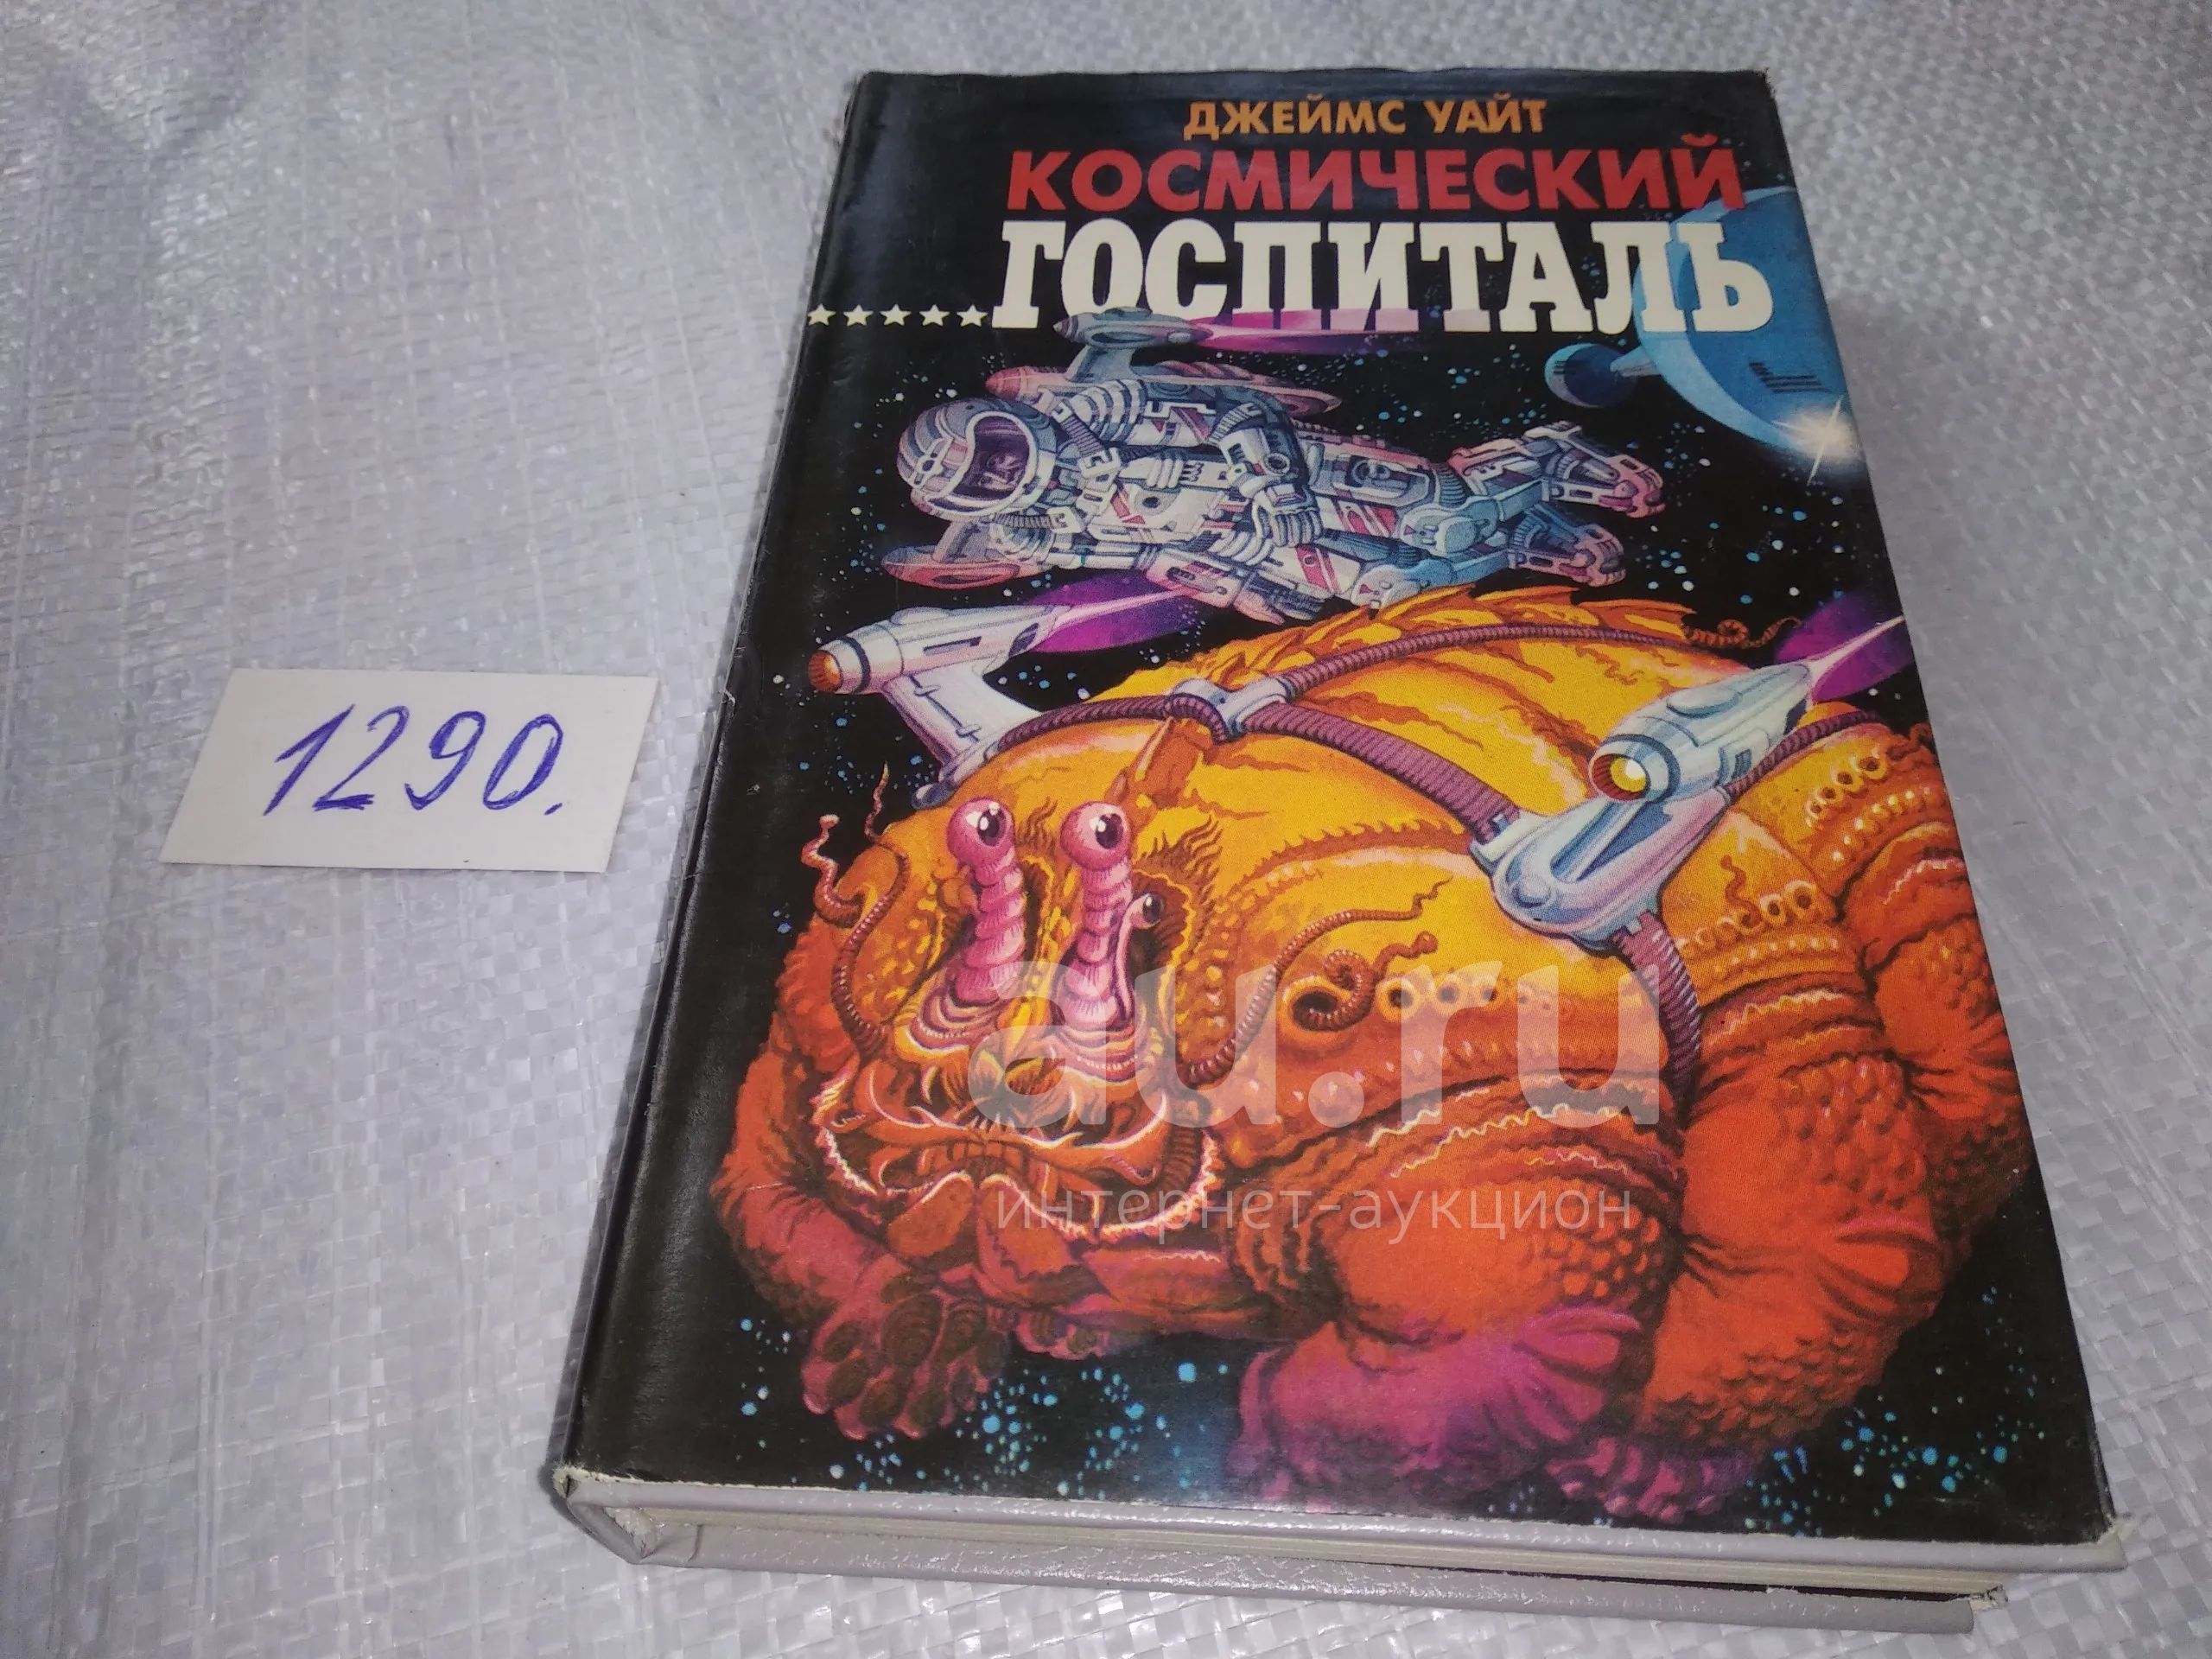 ДЖЕЙМС УАЙТ
КОСМИЧЕСКИЙ
ГОСПИТАЛЬ
1290.
au.ru
интернет-аукцион